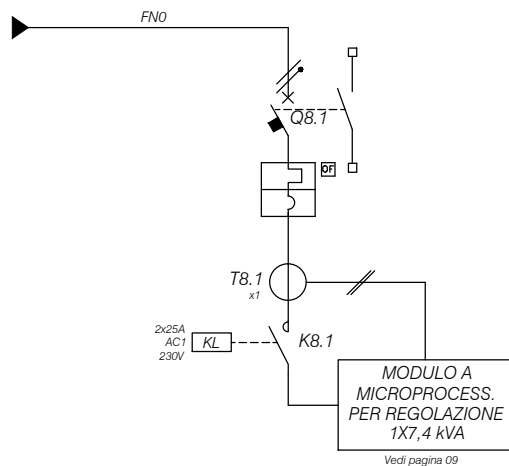 FN0
Q8.1
OF
T8.1
x1
2x25A
AC1
230V
KL
K8.1
MODULO A
MICROPROCESS.
PER REGOLAZIONE
1X7,4 kVA
Vedi pagina 09